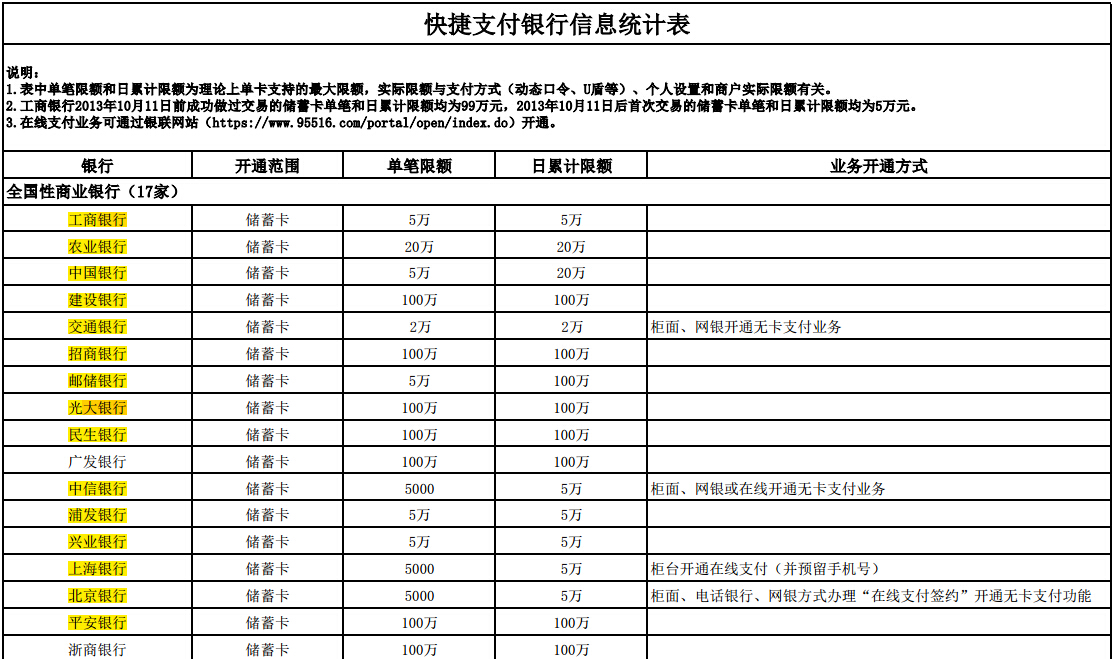 快捷支付银行信息统计表
说明：
1.表中单笔限额和日累计限额为理论上单卡支持的最大限额，实际限额与支付方式（动态口令、U盾等）、个人设置和商户实际限额有关。
2.工商银行2013年10月11日前成功做过交易的储蓄卡单笔和日累计限额均为99万元，2013年10月11日后首次交易的储蓄卡单笔和日累计限额均为5万元。
3.在线支付业务可通过银联网站（https://www.95516.com/portal/open/index.do）开通。
银行 开通范围 单笔限额 日累计限额 业务开通方式
全国性商业银行（17家）
工商银行 储蓄卡 5万 5万
农业银行 储蓄卡 20万 20万
中国银行 储蓄卡 5万 20万
建设银行 储蓄卡 100万 100万
交通银行 储蓄卡 2万 2万 柜面、网银开通无卡支付业务
招商银行 储蓄卡 100万 100万
邮储银行 储蓄卡 5万 100万
光大银行 储蓄卡 100万 100万
民生银行 储蓄卡 100万 100万
广发银行 储蓄卡 100万 100万
中信银行 储蓄卡 5000 5万 柜面、网银或在线开通无卡支付业务
浦发银行 储蓄卡 5万 5万
兴业银行 储蓄卡 5万 5万
上海银行 储蓄卡 5000 5万 柜台开通在线支付（并预留手机号）
北京银行 储蓄卡 5000 5万 柜面、电话银行、网银方式办理“在线支付签约”开通无卡支付功能
平安银行 储蓄卡 100万 100万
浙商银行 储蓄卡 100万 100万